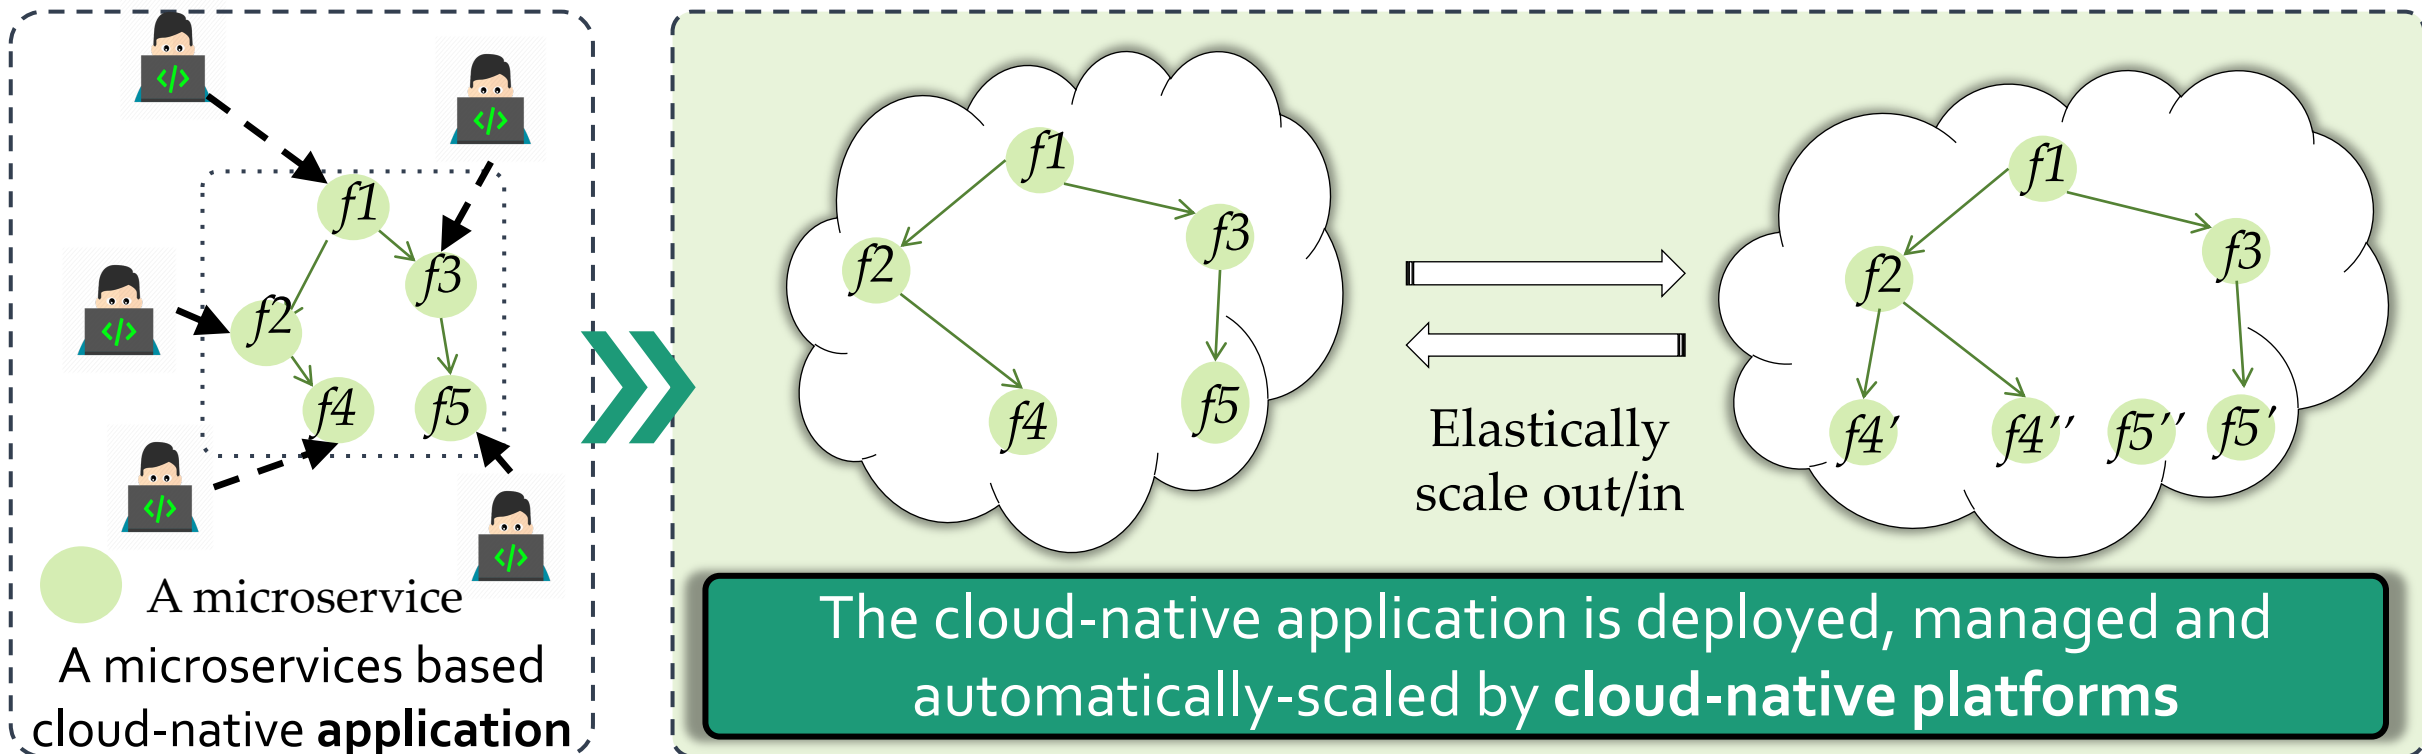 </>
</>
f1
f3
</>
f2
f4
f5
</>
</>
A microservice
A microservices based
cloud-native application
f1
f3
f2
f4
f5
Elastically
scale out/in
f1
f3
f2
f4′
f4′′
f5′′
f5′
The cloud-native application is deployed, managed and
automatically-scaled by cloud-native platforms